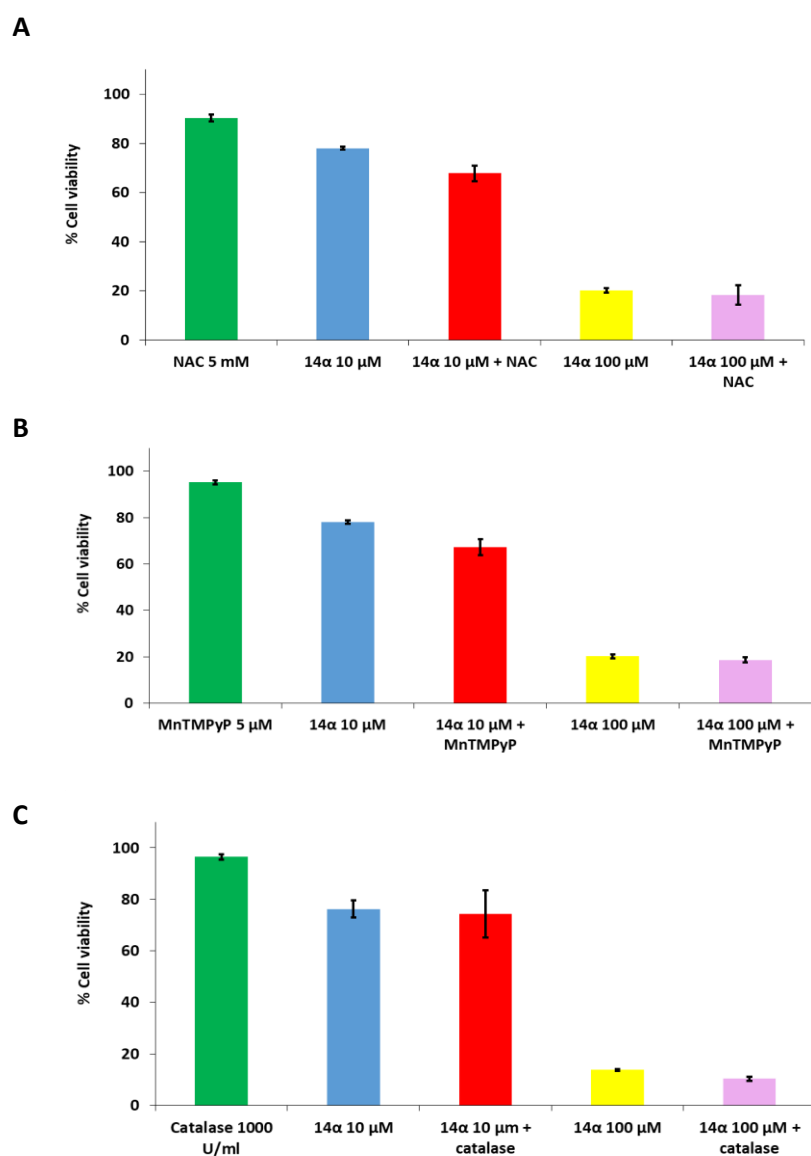 A
% Cell viability
100
80
60
40
20
0
NAC 5 mM
14α 10 µM
14α 10 µM + NAC
14α 100 µM
14α 100 µM +
NAC
B
% Cell viability
100
80
60
40
20
0
MnTMPyP 5 µM
14α 10 µM
14α 10 µM +
MnTMPyP
14α 100 µM
14α 100 µM +
MnTMPyP
C
% Cell viability
100
80
60
40
20
0
Catalase 1000
U/ml
14α 10 µM
14α 10 µm +
catalase
14α 100 µM
14α 100 µM +
catalase